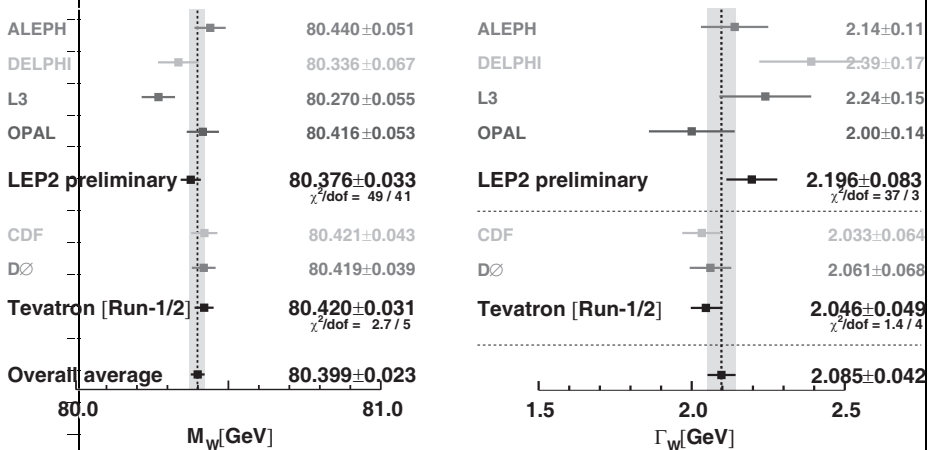 ALEPH 80.440±0.051
DELPHI 80.336±0.067
L3 80.270±0.055
OPAL 80.416±0.053
LEP2 preliminary 80.376±0.033
χ²/dof = 49 / 41
CDF 80.421±0.043
DØ 80.419±0.039
Tevatron [Run-1/2] 80.420±0.031
χ²/dof = 2.7 / 5
Overall average 80.399±0.023
80.0 81.0
M_W[GeV]
ALEPH 2.14±0.11
DELPHI 2.39±0.17
L3 2.24±0.15
OPAL 2.00±0.14
LEP2 preliminary 2.196±0.083
χ²/dof = 37 / 3
CDF 2.033±0.064
DØ 2.061±0.068
Tevatron [Run-1/2] 2.046±0.049
χ²/dof = 1.4 / 4
2.085±0.042
1.5 2.0 2.5
Γ_W[GeV]